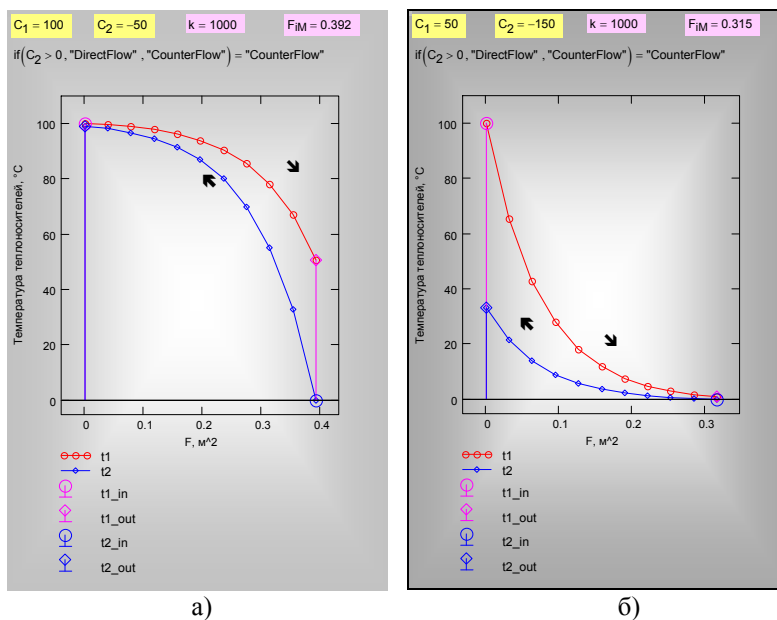 C₁ = 100 C₂ = −50 k = 1000 F_iM = 0.392
if(C₂ > 0 , "DirectFlow" , "CounterFlow") = "CounterFlow"
Температура теплоносителей, °C
100
80
60
40
20
0
0 0.1 0.2 0.3 0.4
F, м^2
t1
t2
t1_in
t1_out
t2_in
t2_out
а)
C₁ = 50 C₂ = −150 k = 1000 F_iM = 0.315
if(C₂ > 0 , "DirectFlow" , "CounterFlow") = "CounterFlow"
Температура теплоносителей, °C
100
80
60
40
20
0
0 0.1 0.2 0.3
F, м^2
t1
t2
t1_in
t1_out
t2_in
t2_out
б)